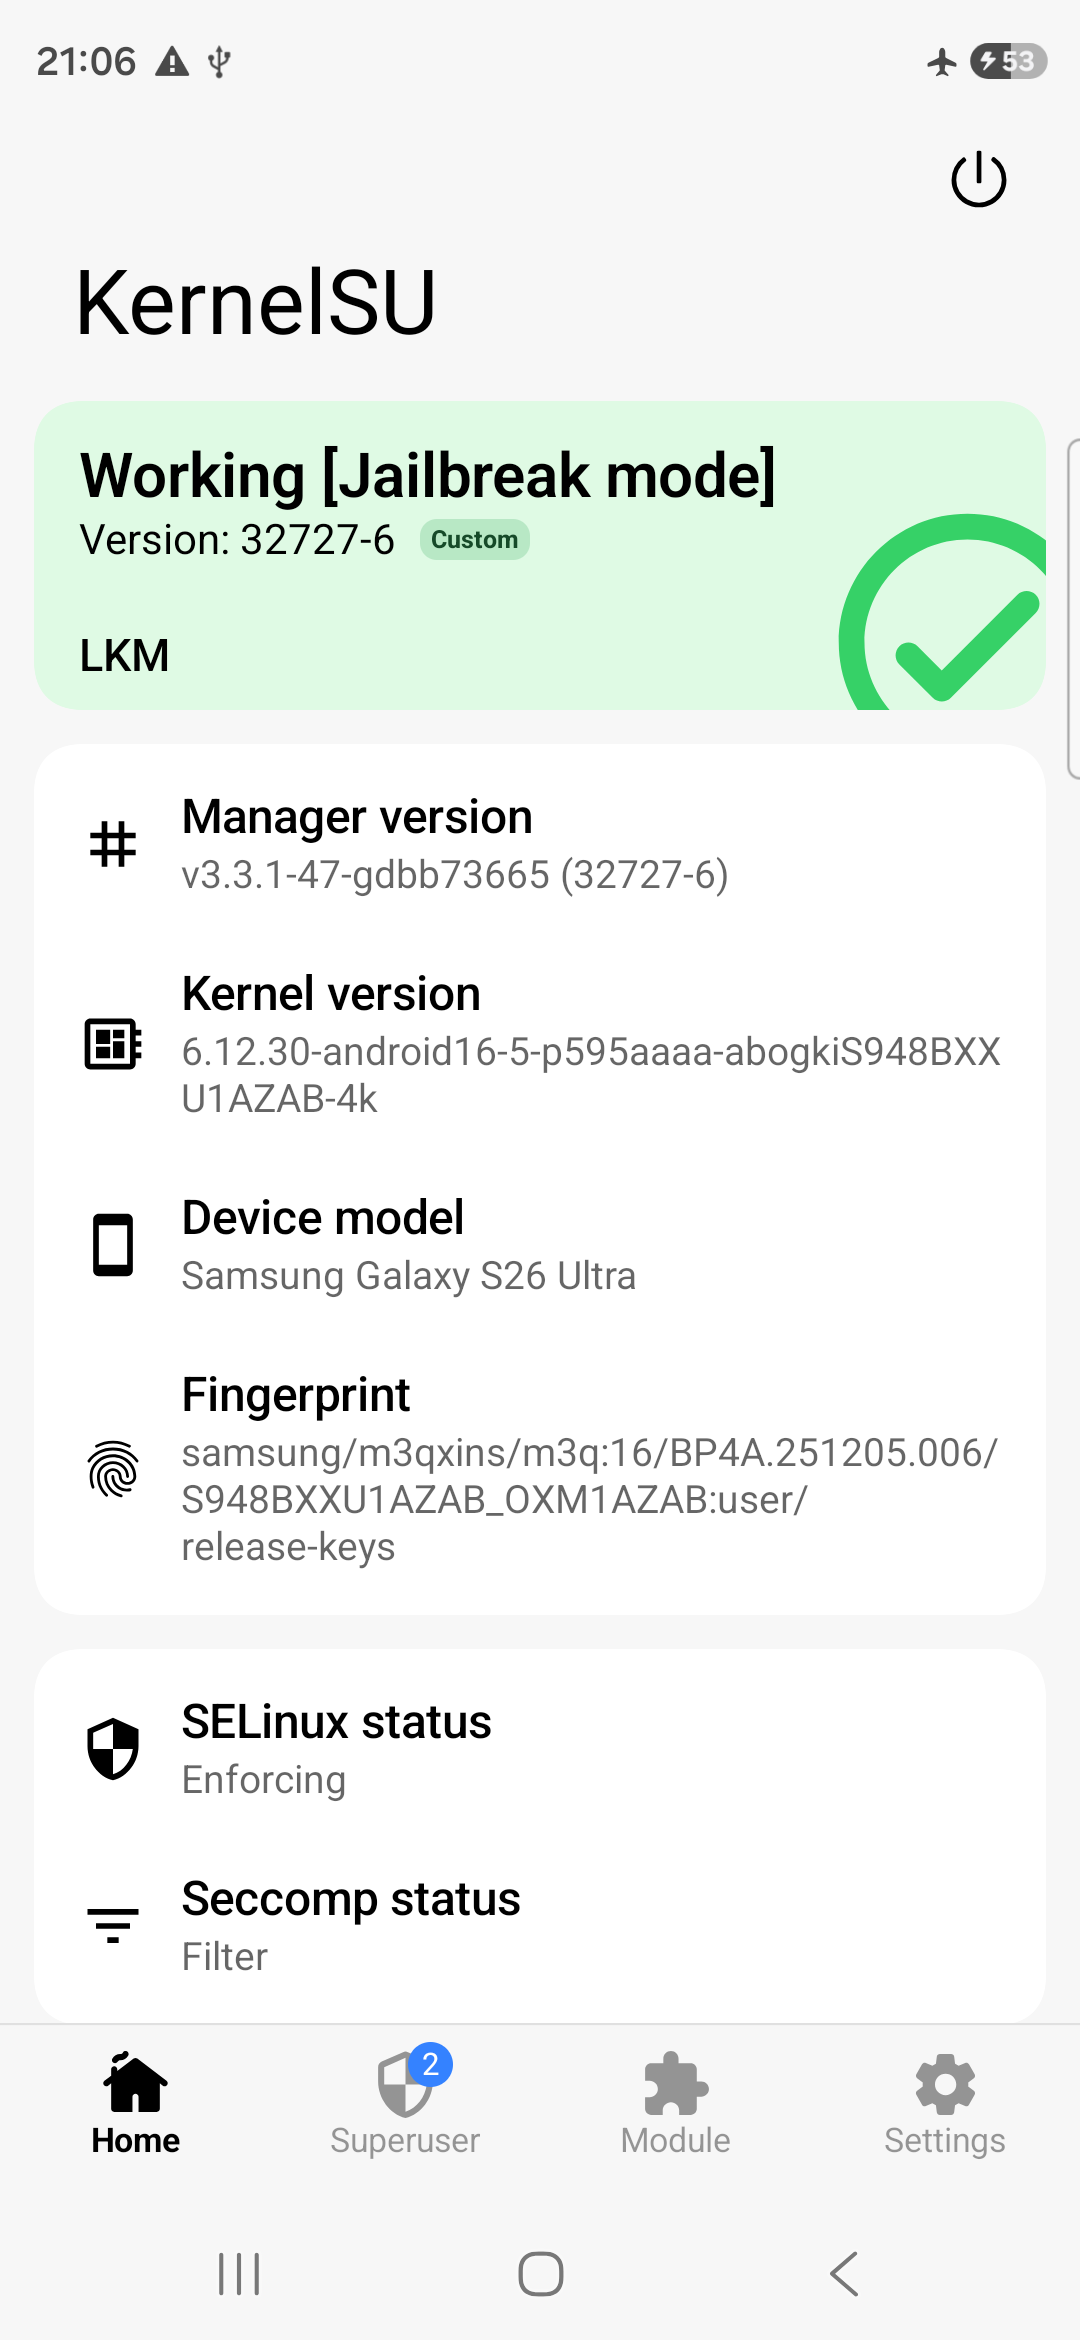 21:06
53
KernelSU
Working [Jailbreak mode]
Version: 32727-6 Custom
LKM
Manager version
v3.3.1-47-gdbb73665 (32727-6)
Kernel version
6.12.30-android16-5-p595aaaa-abogkiS948BXX
U1AZAB-4k
Device model
Samsung Galaxy S26 Ultra
Fingerprint
samsung/m3qxins/m3q:16/BP4A.251205.006/
S948BXXU1AZAB_OXM1AZAB:user/
release-keys
SELinux status
Enforcing
Seccomp status
Filter
2
Home
Superuser
Module
Settings